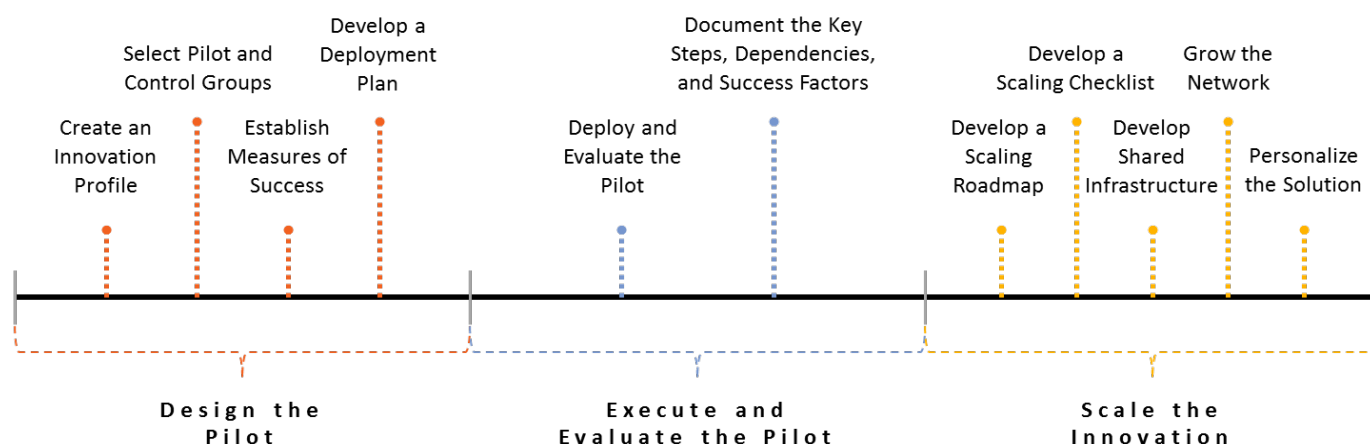 Create an
Innovation
Profile
Select Pilot and
Control Groups
Establish
Measures of
Success
Develop a
Deployment
Plan
Deploy and
Evaluate the
Pilot
Document the Key
Steps, Dependencies,
and Success Factors
Develop a
Scaling
Roadmap
Develop a
Scaling Checklist
Develop
Shared
Infrastructure
Grow the
Network
Personalize
the Solution
Design the
Pilot
Execute and
Evaluate the Pilot
Scale the
Innovation